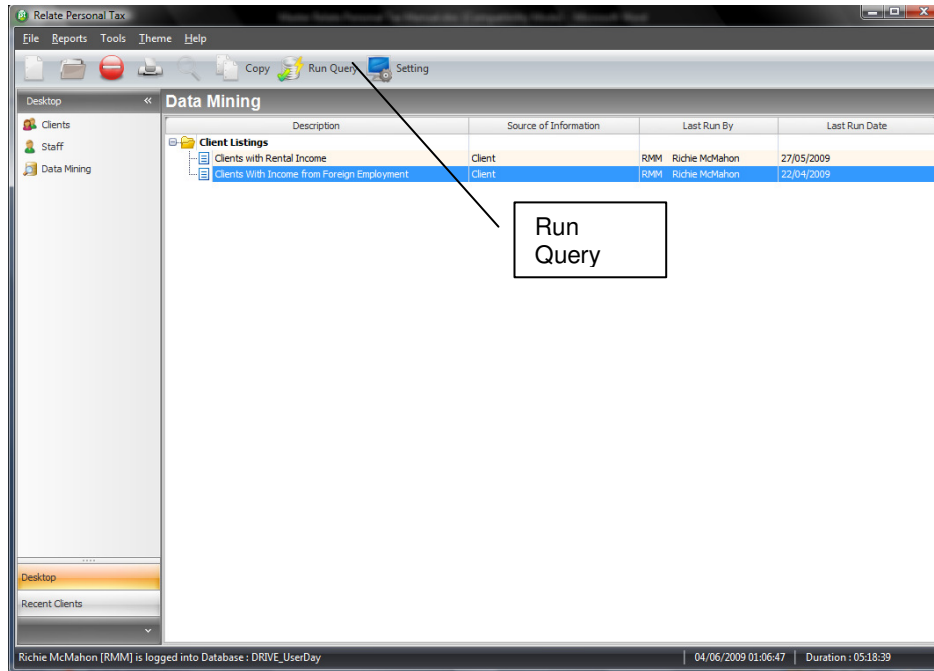 Relate Personal Tax
File Reports Tools Theme Help
Copy Run Query Setting
Desktop «
Data Mining
Clients
Staff
Data Mining
Description Source of Information Last Run By Last Run Date
Client Listings
Clients with Rental Income Client RMM Richie McMahon 27/05/2009
Clients With Income from Foreign Employment Client RMM Richie McMahon 22/04/2009
Run
Query
Desktop
Recent Clients
Richie McMahon [RMM] is logged into Database : DRIVE_UserDay 04/06/2009 01:06:47 Duration : 05:18:39